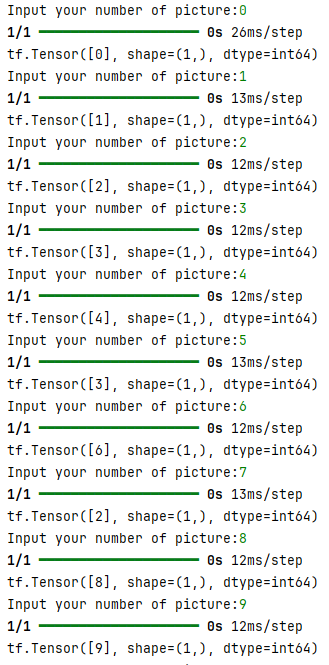 Input your number of picture:0
1/1 ━━━━━━━━━━━━━━━━━━━━ 0s 26ms/step
tf.Tensor([0], shape=(1,), dtype=int64)
Input your number of picture:1
1/1 ━━━━━━━━━━━━━━━━━━━━ 0s 13ms/step
tf.Tensor([1], shape=(1,), dtype=int64)
Input your number of picture:2
1/1 ━━━━━━━━━━━━━━━━━━━━ 0s 12ms/step
tf.Tensor([2], shape=(1,), dtype=int64)
Input your number of picture:3
1/1 ━━━━━━━━━━━━━━━━━━━━ 0s 12ms/step
tf.Tensor([3], shape=(1,), dtype=int64)
Input your number of picture:4
1/1 ━━━━━━━━━━━━━━━━━━━━ 0s 12ms/step
tf.Tensor([4], shape=(1,), dtype=int64)
Input your number of picture:5
1/1 ━━━━━━━━━━━━━━━━━━━━ 0s 13ms/step
tf.Tensor([3], shape=(1,), dtype=int64)
Input your number of picture:6
1/1 ━━━━━━━━━━━━━━━━━━━━ 0s 12ms/step
tf.Tensor([6], shape=(1,), dtype=int64)
Input your number of picture:7
1/1 ━━━━━━━━━━━━━━━━━━━━ 0s 13ms/step
tf.Tensor([2], shape=(1,), dtype=int64)
Input your number of picture:8
1/1 ━━━━━━━━━━━━━━━━━━━━ 0s 12ms/step
tf.Tensor([8], shape=(1,), dtype=int64)
Input your number of picture:9
1/1 ━━━━━━━━━━━━━━━━━━━━ 0s 12ms/step
tf.Tensor([9], shape=(1,), dtype=int64)